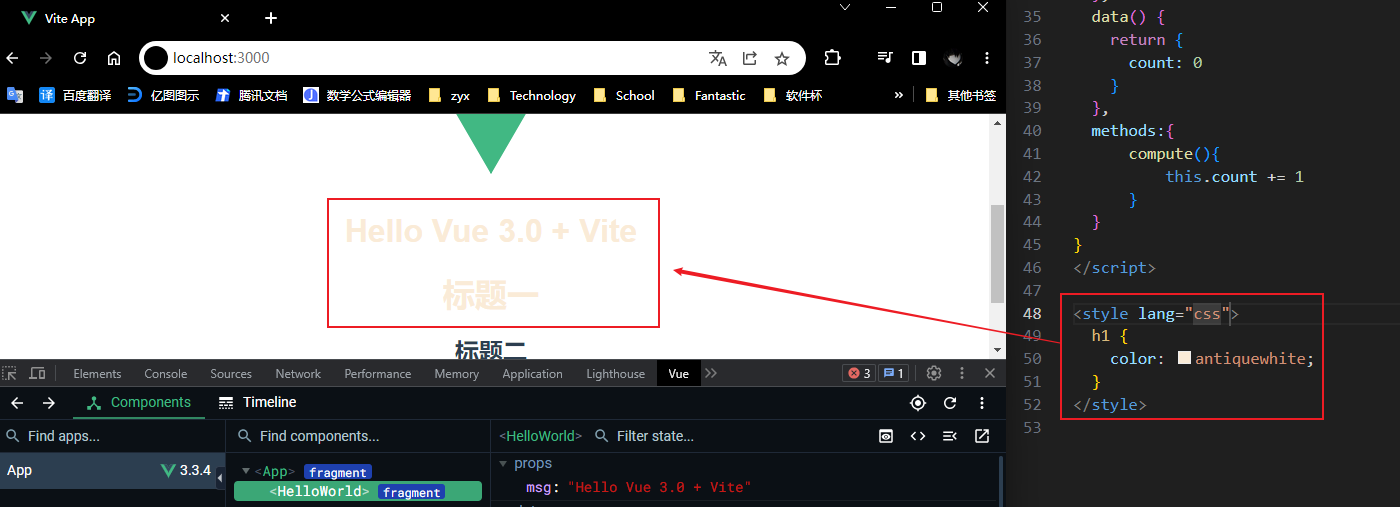 Vite App
localhost:3000
百度翻译 亿图图示 腾讯文档 数学公式编辑器 zyx Technology School Fantastic 软件杯 » 其他书签
Hello Vue 3.0 + Vite
标题一
标题二
Elements Console Sources Network Performance Memory Application Lighthouse Vue 3 1
Components Timeline
Find apps... Find components... <HelloWorld> Filter state...
App 3.3.4
<App> fragment
<HelloWorld> fragment
props
msg: "Hello Vue 3.0 + Vite"
35 data() {
36 return {
37 count: 0
38 }
39 },
40 methods:{
41 compute(){
42 this.count += 1
43 }
44 }
45 }
46 </script>
47
48 <style lang="css">
49 h1 {
50 color: antiquewhite;
51 }
52 </style>
53